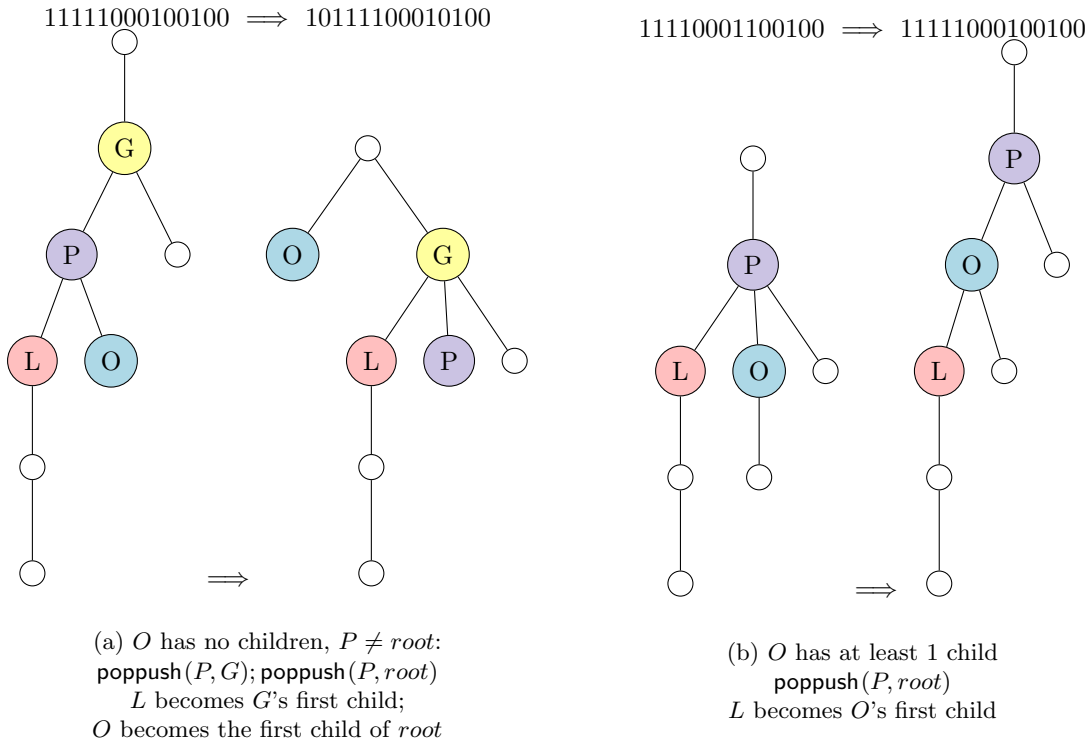 11111000100100 ⟹ 10111100010100
G
P
L
O
O
G
L
P
⟹
(a) O has no children, P ≠ root:
poppush(P, G); poppush(P, root)
L becomes G's first child;
O becomes the first child of root
11110001100100 ⟹ 11111000100100
P
L
O
P
O
L
⟹
(b) O has at least 1 child
poppush(P, root)
L becomes O's first child